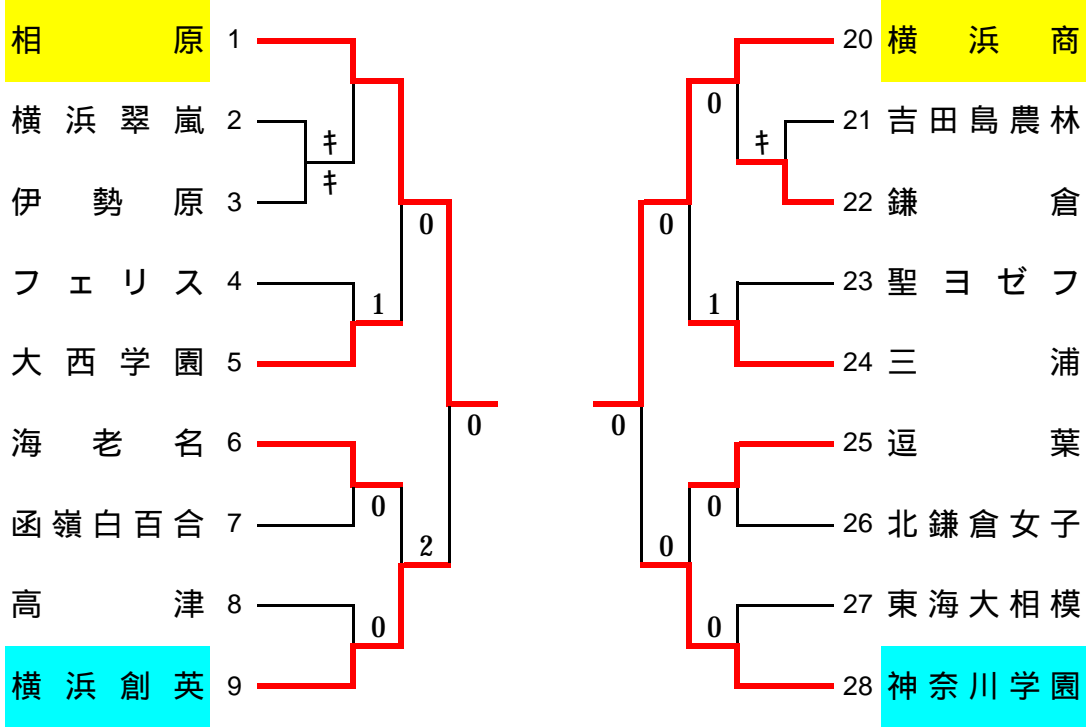 相原 1
20 横浜商
0
横浜翠嵐 2
21 吉田島農林
キ
キ
キ
伊勢原 3
22 鎌倉
0
0
フェリス 4
23 聖ヨゼフ
1
1
大西学園 5
24 三浦
0
0
海老名 6
25 逗葉
0
0
函嶺白百合 7
26 北鎌倉女子
2
0
高津 8
27 東海大相模
0
0
横浜創英 9
28 神奈川学園